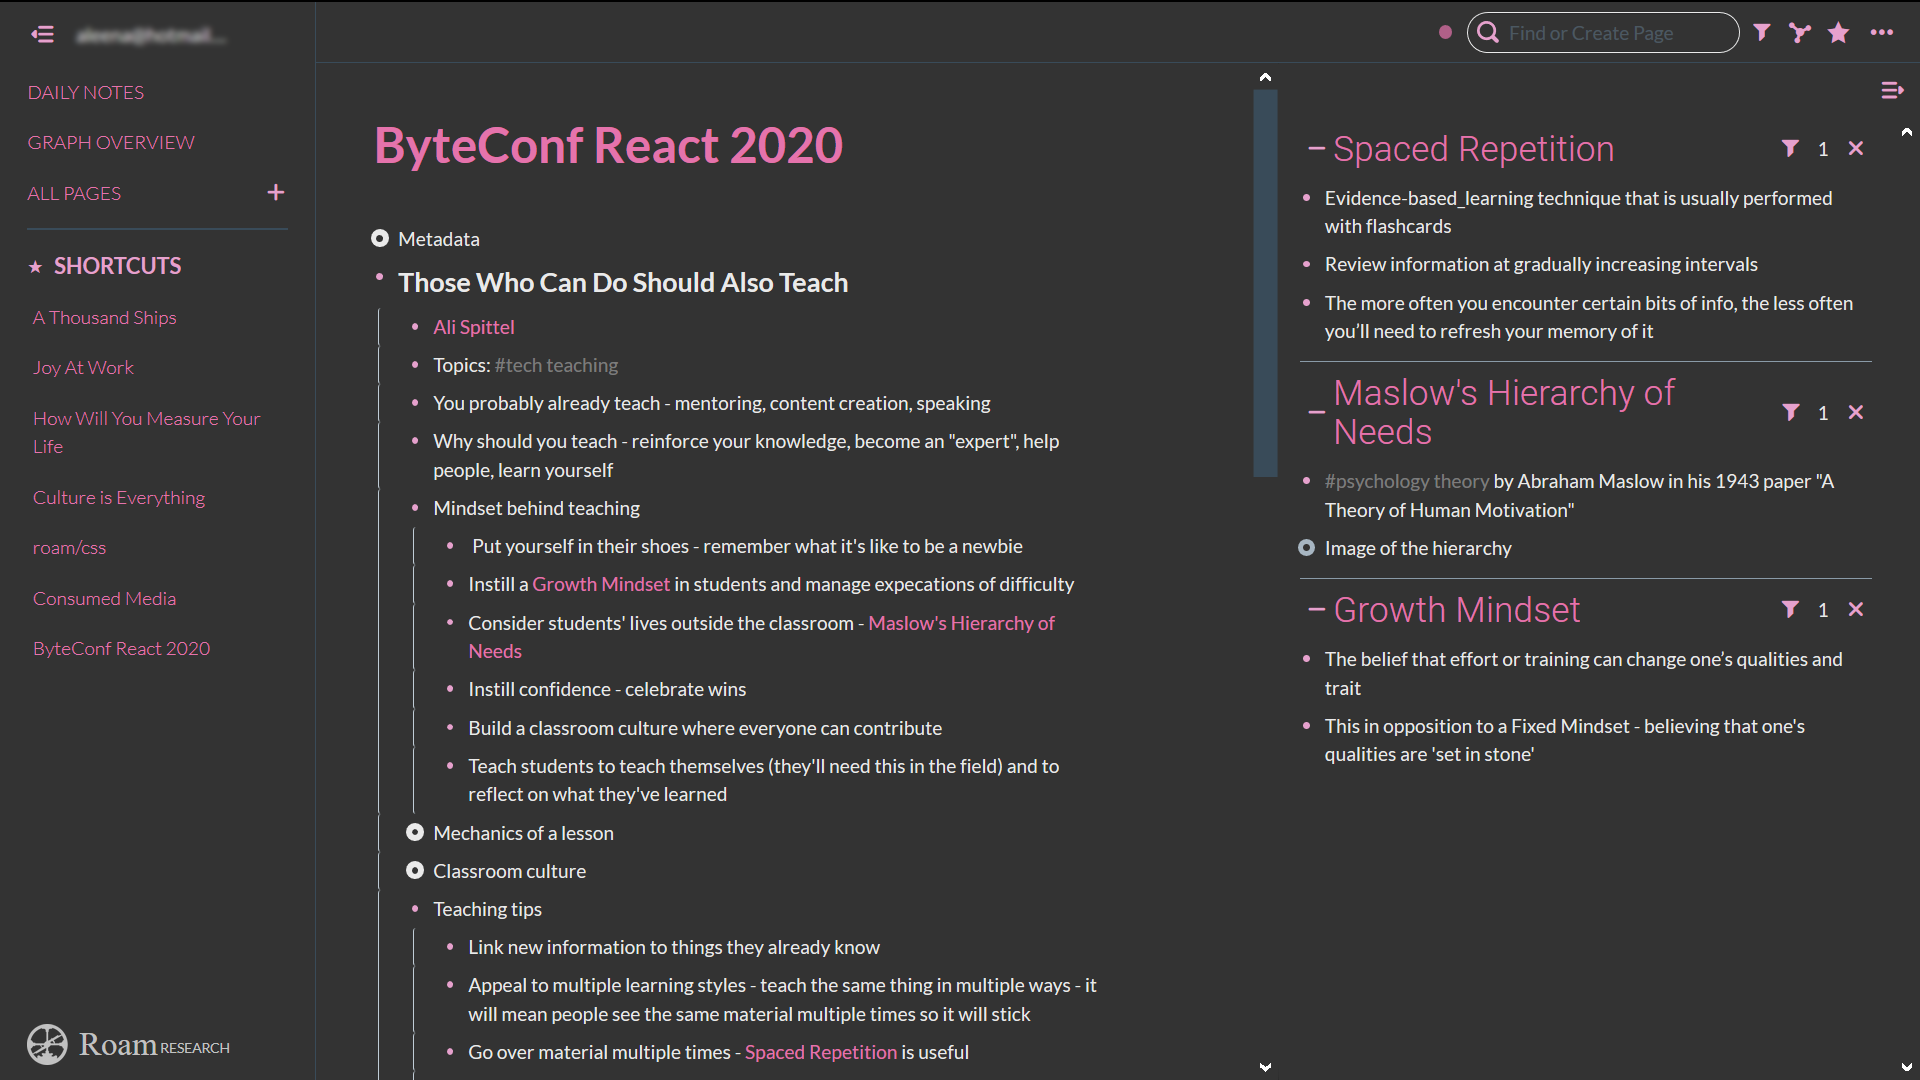 DAILY NOTES
GRAPH OVERVIEW
ALL PAGES
SHORTCUTS
A Thousand Ships
Joy At Work
How Will You Measure Your
Life
Culture is Everything
roam/css
Consumed Media
ByteConf React 2020
Roam RESEARCH
Find or Create Page
ByteConf React 2020
Metadata
Those Who Can Do Should Also Teach
Ali Spittel
Topics: #tech teaching
You probably already teach - mentoring, content creation, speaking
Why should you teach - reinforce your knowledge, become an "expert", help
people, learn yourself
Mindset behind teaching
Put yourself in their shoes - remember what it's like to be a newbie
Instill a Growth Mindset in students and manage expecations of difficulty
Consider students' lives outside the classroom - Maslow's Hierarchy of
Needs
Instill confidence - celebrate wins
Build a classroom culture where everyone can contribute
Teach students to teach themselves (they'll need this in the field) and to
reflect on what they've learned
Mechanics of a lesson
Classroom culture
Teaching tips
Link new information to things they already know
Appeal to multiple learning styles - teach the same thing in multiple ways - it
will mean people see the same material multiple times so it will stick
Go over material multiple times - Spaced Repetition is useful
Spaced Repetition 1
Evidence-based_learning technique that is usually performed
with flashcards
Review information at gradually increasing intervals
The more often you encounter certain bits of info, the less often
you’ll need to refresh your memory of it
Maslow's Hierarchy of
Needs 1
#psychology theory by Abraham Maslow in his 1943 paper "A
Theory of Human Motivation"
Image of the hierarchy
Growth Mindset 1
The belief that effort or training can change one’s qualities and
trait
This in opposition to a Fixed Mindset - believing that one's
qualities are 'set in stone'